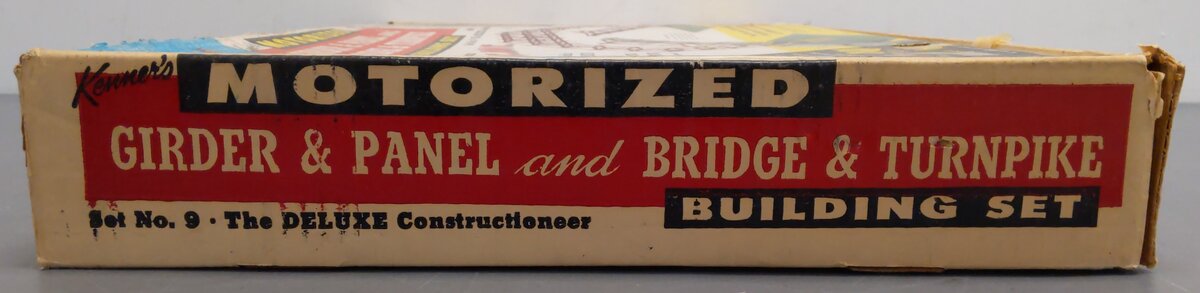 Kenner's
MOTORIZED
GIRDER & PANEL and BRIDGE & TURNPIKE
BUILDING SET
Set No. 9 · The DELUXE Constructioneer